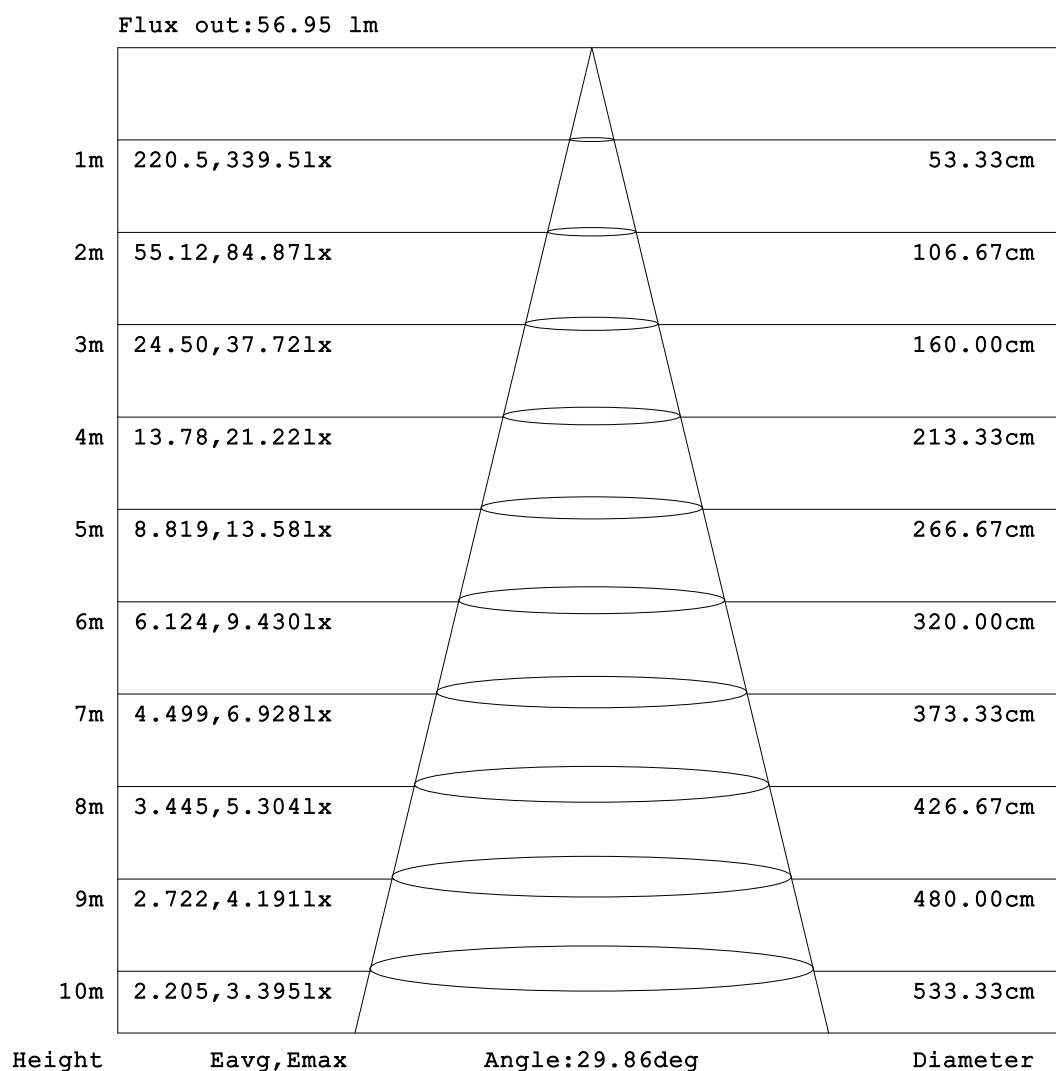 Flux out:56.95 lm
1m 220.5,339.5lx 53.33cm
2m 55.12,84.87lx 106.67cm
3m 24.50,37.72lx 160.00cm
4m 13.78,21.22lx 213.33cm
5m 8.819,13.58lx 266.67cm
6m 6.124,9.430lx 320.00cm
7m 4.499,6.928lx 373.33cm
8m 3.445,5.304lx 426.67cm
9m 2.722,4.191lx 480.00cm
10m 2.205,3.395lx 533.33cm
Height Eavg,Emax Angle:29.86deg Diameter